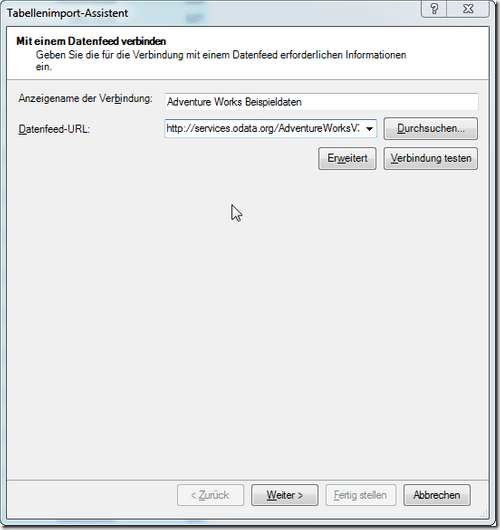 Tabellenimport-Assistent
Mit einem Datenfeed verbinden
Geben Sie die für die Verbindung mit einem Datenfeed erforderlichen Informationen
ein.
Anzeigename der Verbindung: Adventure Works Beispieldaten
Datenfeed-URL: http://services.odata.org/AdventureWorksV3 Durchsuchen...
Erweitert Verbindung testen
< Zurück Weiter > Fertig stellen Abbrechen